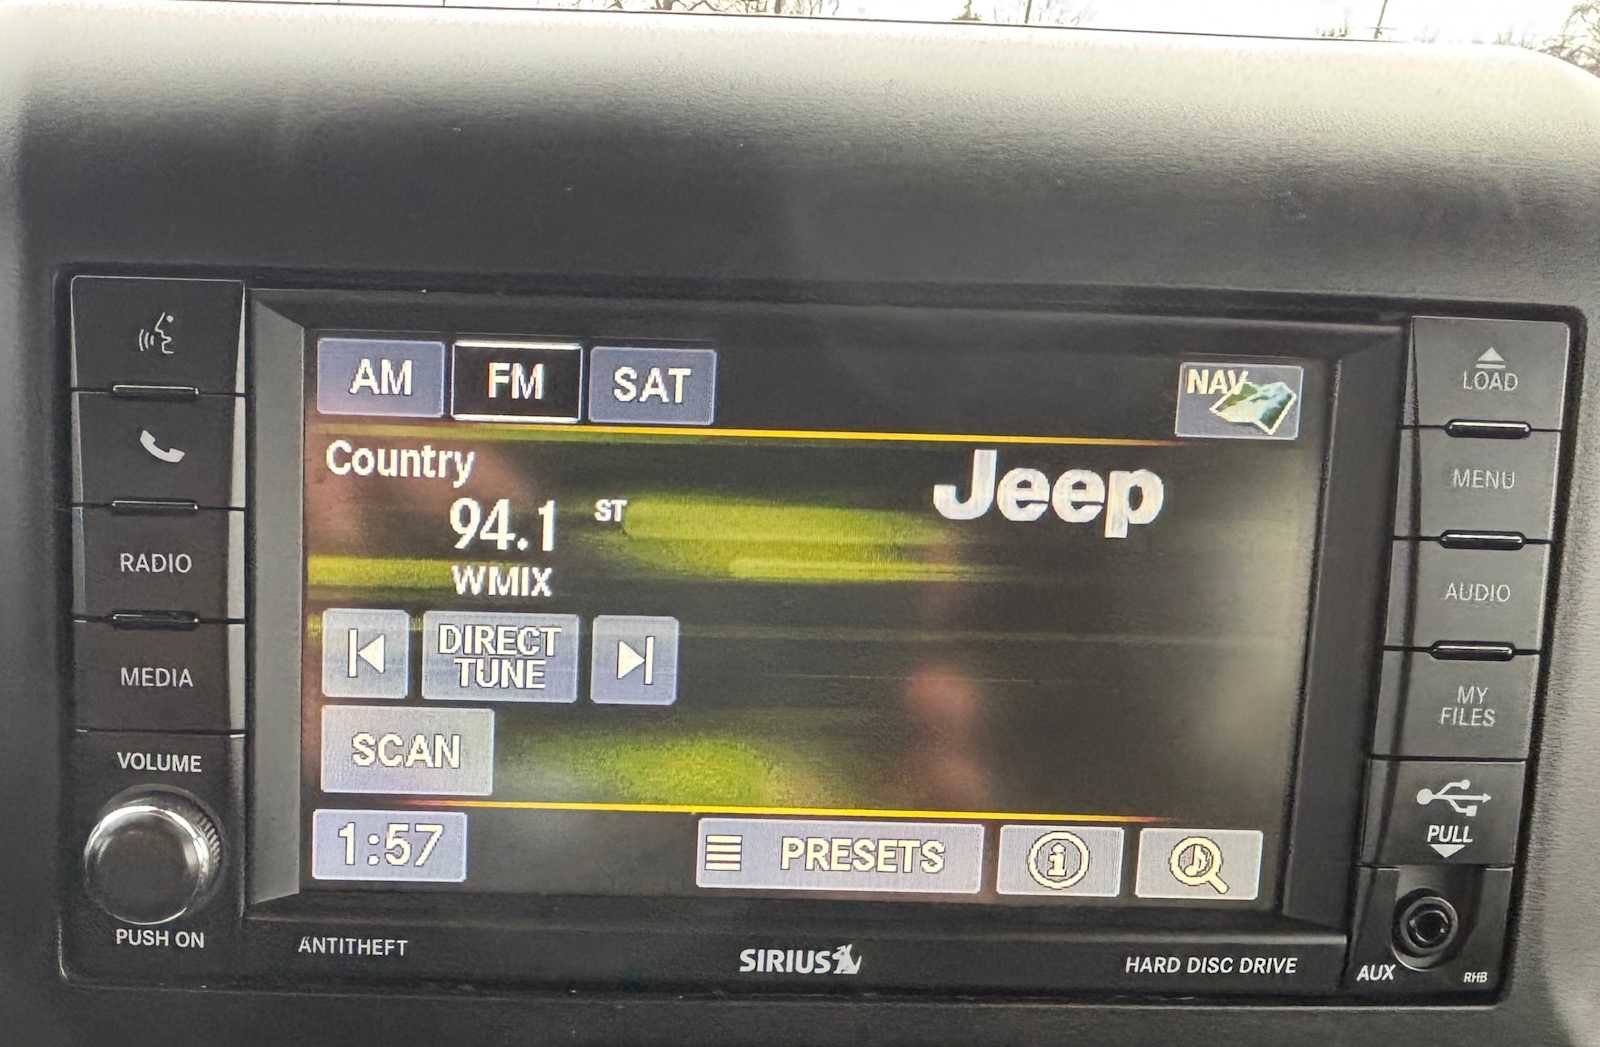 AM FM SAT NAV
Country
Jeep
94.1 ST
WMIX
DIRECT
TUNE
SCAN
1:57 PRESETS
RADIO
MEDIA
VOLUME
PUSH ON
LOAD
MENU
AUDIO
MY
FILES
PULL
AUX RHB
ANTITHEFT SIRIUS HARD DISC DRIVE